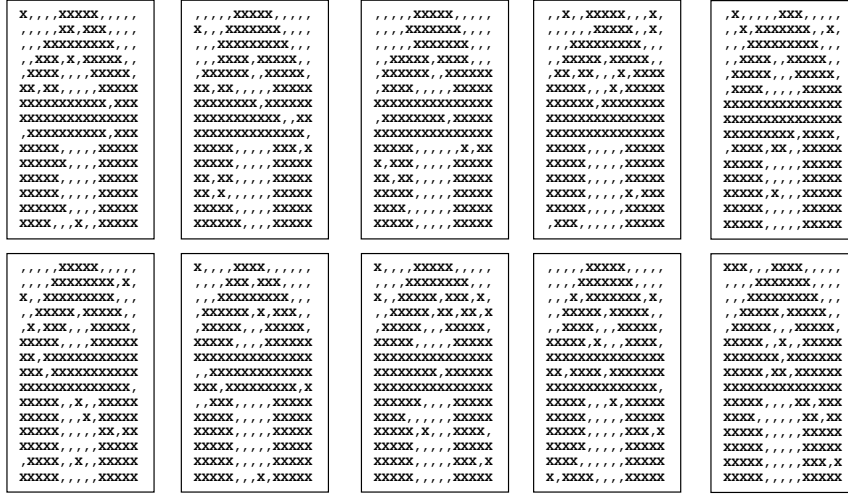 X,,,,XXXXX,,,,,
,,,,,XX,XXX,,,,
,,,XXXXXXXXX,,,
,,XXX,X,XXXXX,,
,XXXX,,,,XXXXX,
XX,XX,,,,,XXXXX
XXXXXXXXXXX,XXX
XXXXXXXXXXXXXXX
,XXXXXXXXXX,XXX
XXXXX,,,,,XXXXX
XXXXXX,,,,XXXXX
XXXXX,,,,,XXXXX
XXXXX,,,,,XXXXX
XXXXXX,,,,XXXXX
XXXX,,,X,,XXXXX
,,,,,XXXXX,,,,,
X,,,XXXXXXX,,,,
,,,XXXXXXXXX,,,
,,,XXXX,XXXXX,,
,XXXXXX,,XXXXX,
XX,XX,,,,,XXXXX
XXXXXXXX,XXXXXX
XXXXXXXXXXX,,XX
XXXXXXXXXXXXXX,
XXXXX,,,,,XXX,X
XXXXX,,,,,XXXXX
XX,XX,,,,,XXXXX
XX,X,,,,,,XXXXX
XXXXX,,,,,XXXXX
XXXXXX,,,,XXXXX
,,,,,XXXXX,,,,,
,,,,XXXXXXX,,,,
,,,,,XXXXXX,,,,
,,XXXXX,XXXX,,,
,XXXXXX,,XXXXXX
,XXXX,,,,,XXXXX
XXXXXXXXXXXXXXX
,XXXXXXXX,XXXXX
XXXXXXXXXXXXXXX
XXXXX,,,,,,X,XX
X,XXX,,,,,XXXXX
XX,XX,,,,,XXXXX
XXXXX,,,,,XXXXX
XXXX,,,,,,XXXXX
XXXXX,,,,,XXXXX
,,X,,XXXXX,,,X,
,,,,,,XXXXX,,X,
,,,XXXXXXXXX,,,
,,XXXXX,XXXXX,,
,XX,XX,,,X,XXXX
XXXXX,,,X,XXXXX
XXXXXX,XXXXXXXX
XXXXXXXXXXXXXXX
XXXXXXXXXXXXXXX
XXXXX,,,,,XXXXX
XXXXX,,,,,XXXXX
XXXXX,,,,,XXXXX
XXXXX,,,,,X,XXX
XXXXX,,,,,XXXXX
,XXX,,,,,,XXXXX
,X,,,,,XXX,,,,,
,,X,XXXXXXX,,X,
,,,XXXXXXXXX,,,
,,XXXX,,XXXXX,,
,XXXXX,,,XXXXX,
XXXXX,,,,,XXXXX
XXXXXXXXXXXXXXX
XXXXXXXXXXXXXXX
XXXXXXXXX,XXXX,
,XXXX,XX,,XXXXX
XXXXX,,,,,XXXXX
XXXXX,,,,,XXXXX
XXXXX,X,,,XXXXX
XXXXX,,,,,XXXXX
XXXXX,,,,,XXXXX
,,,,,XXXXX,,,,,
,,,,XXXXXXXX,X,
X,,XXXXXXXXX,,,
,,XXXXX,XXXXX,,
,X,XXX,,,XXXXX,
XXXXX,,,,,XXXXX
XX,XXXXXXXXXXXX
XXX,XXXXXXXXXXX
XXXXXXXXXXXXXX,
XXXXX,,X,,XXXXX
XXXXX,,,X,XXXXX
XXXXX,,,,,XX,XX
XXXXX,,,,,XXXXX
,XXXX,,X,,XXXXX
XXXXX,,,,,XXXXX
X,,,,XXXX,,,,,,
,,,,XXX,XXX,,,,
,,,XXXXXXXXX,,,
,,XXXXXX,X,XXX,
,XXXXX,,,XXXXX,
XXXXX,,,,,XXXXX
XXXXXXXXXXXXXXX
,,XXXXXXXXXXXXX
XXX,XXXXXXXXX,X
,,XXX,,,,,XXXXX
XXXXX,,,,,XXXXX
XXXXX,,,,,XXXXX
XXXXX,,,,,XXXXX
XXXXX,,,,,XXXXX
XXXXX,,,X,XXXXX
X,,,,XXXXX,,,,,
,,,,XXXXXXXX,,,
X,,XXXXX,XXX,X,
,,XXXXX,XX,XX,X
,XXXXX,,,XXXXX,
XXXXX,,,,,XXXXX
XXXXXXXXXXXXXXX
XXXXXXXX,XXXXXX
XXXXXXXXXXXXXXX
XXXXXX,,,,XXXXX
XXXX,,,,,,XXXXX
XXXXX,X,,,XXXX,
XXXXX,,,,,XXXXX
XXXXX,,,,,XXX,X
XXXXX,,,,,XXXXX
,,,,,XXXXX,,,,,
,,,,XXXXXXX,,,,
,,,X,XXXXXXX,X,
,,XXXXX,XXXXX,,
,,XXXX,,,XXXXX,
XXXXX,X,,,XXXX,
XXXXXXXXXXXXXXX
XX,XXXX,XXXXXXX
XXXXXXXXXXXXXX,
XXXXX,,,X,XXXXX
XXXXX,,,,,XXXXX
XXXXX,,,,,XXX,X
XXXXX,,,,,XXXXX
XXXX,,,,,,XXXXX
X,XXXX,,,,XXXXX
XXX,,,XXXX,,,,,
,,,,XXXXXXX,,,,
,,,XXXXXXXXX,,,
,,XXXXX,XXXXX,,
,XXXXX,,,XXXXX,
XXXXX,,X,,XXXXX
XXXXXXXX,XXXXXX
XXXXX,XX,XXXXXX
XXXXXXXXXXXXXXX
XXXXX,,,,,XX,XXX
XXXX,,,,,,XX,XX
XXXXX,,,,,XXXXX
XXXXX,,,,,XXXXX
XXXXX,,,,,XXX,X
XXXXX,,,,,XXXXX